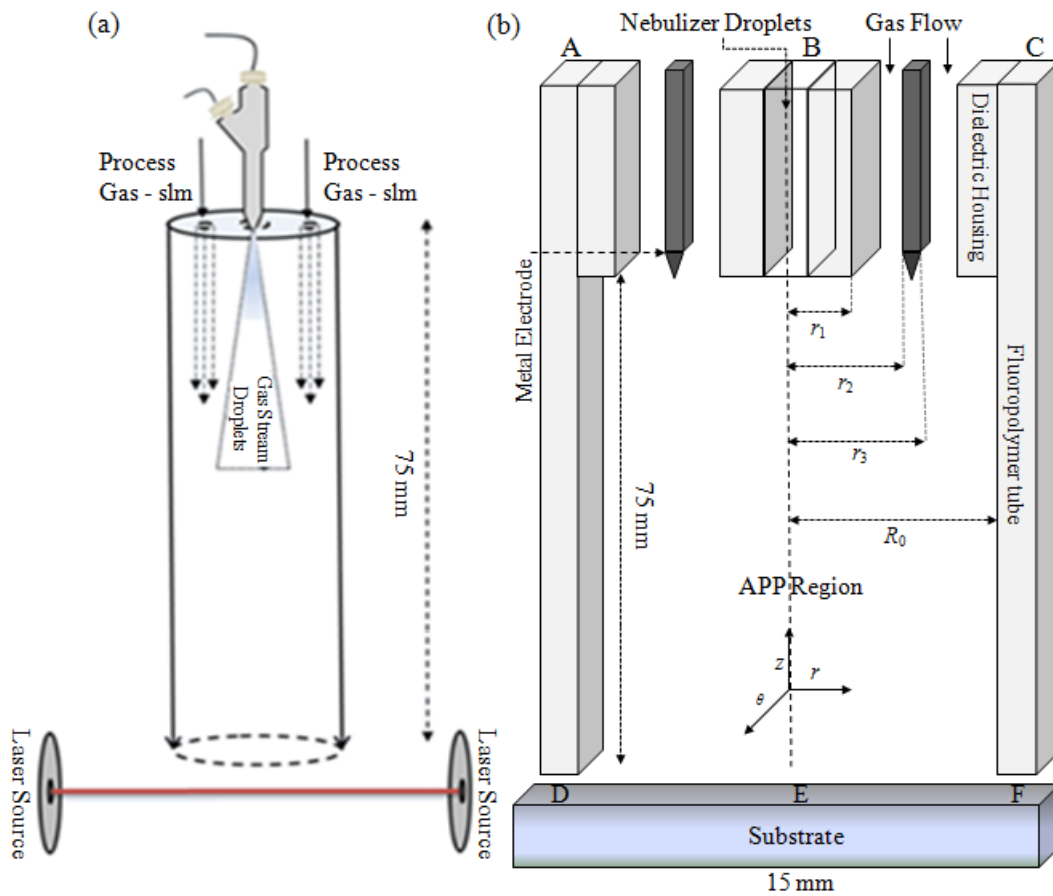 (a)
Process
Gas - slm
Process
Gas - slm
Gas Stream
Droplets
75 mm
Laser Source
Laser Source
(b)
Nebulizer Droplets
Gas Flow
A
B
C
Dielectric Housing
Metal Electrode
r1
r2
r3
R0
75 mm
Fluoropolymer tube
APP Region
z
r
θ
D
E
F
Substrate
15 mm